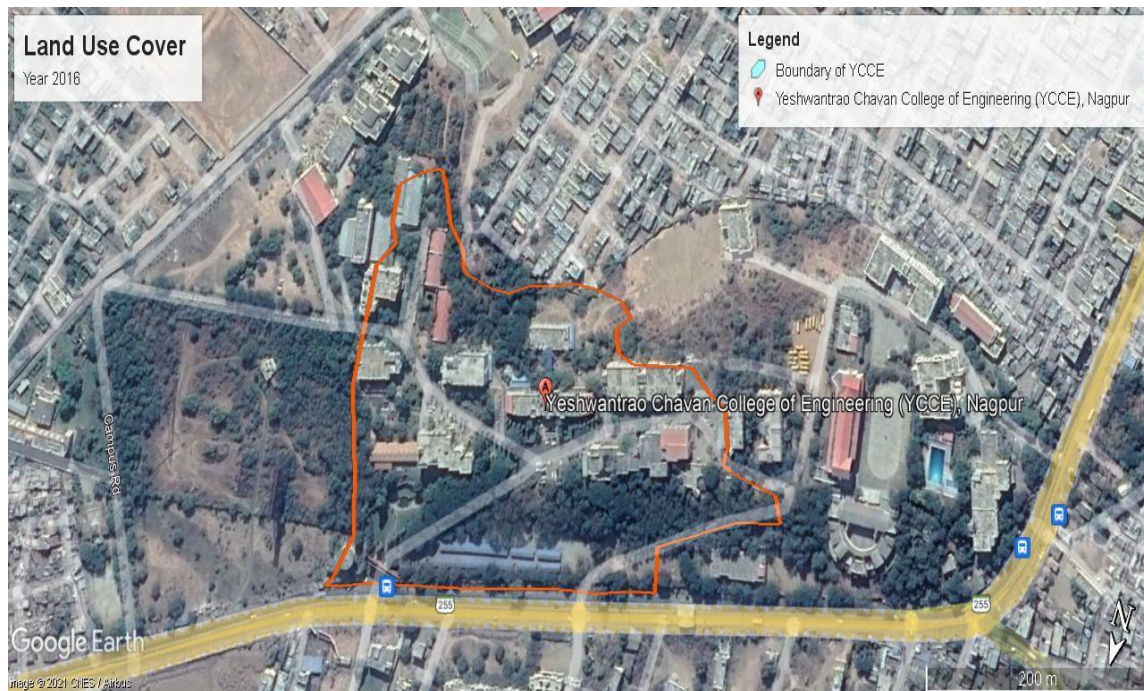 Land Use Cover
Year 2016
Legend
Boundary of YCCE
Yeshwantrao Chavan College of Engineering (YCCE), Nagpur
A
Yeshwantrao Chavan College of Engineering (YCCE), Nagpur
Campus Rd
255
255
N
Google Earth
Image © 2021 CNES / Airbus
200 m